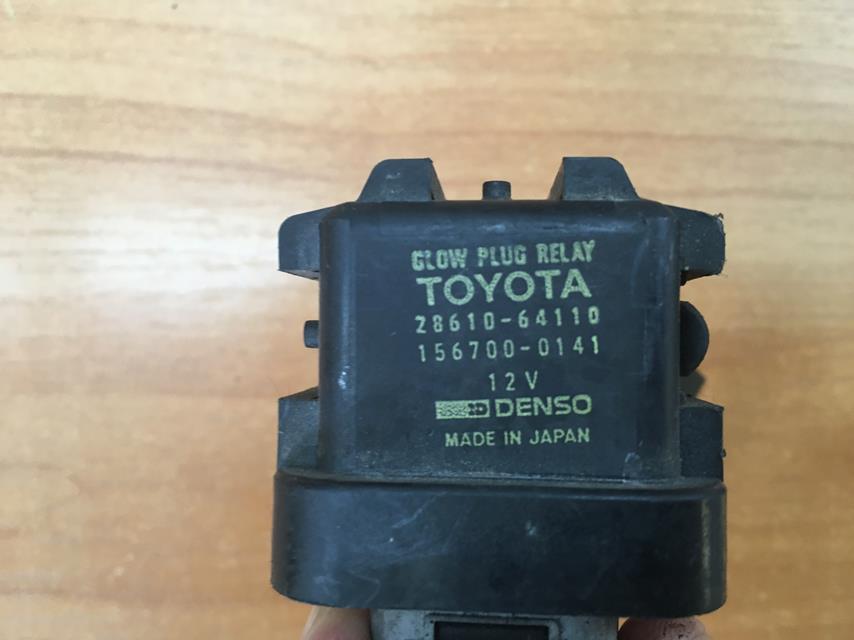 GLOW PLUG RELAY
TOYOTA
28610-64110
156700-0141
12V
DENSO
MADE IN JAPAN